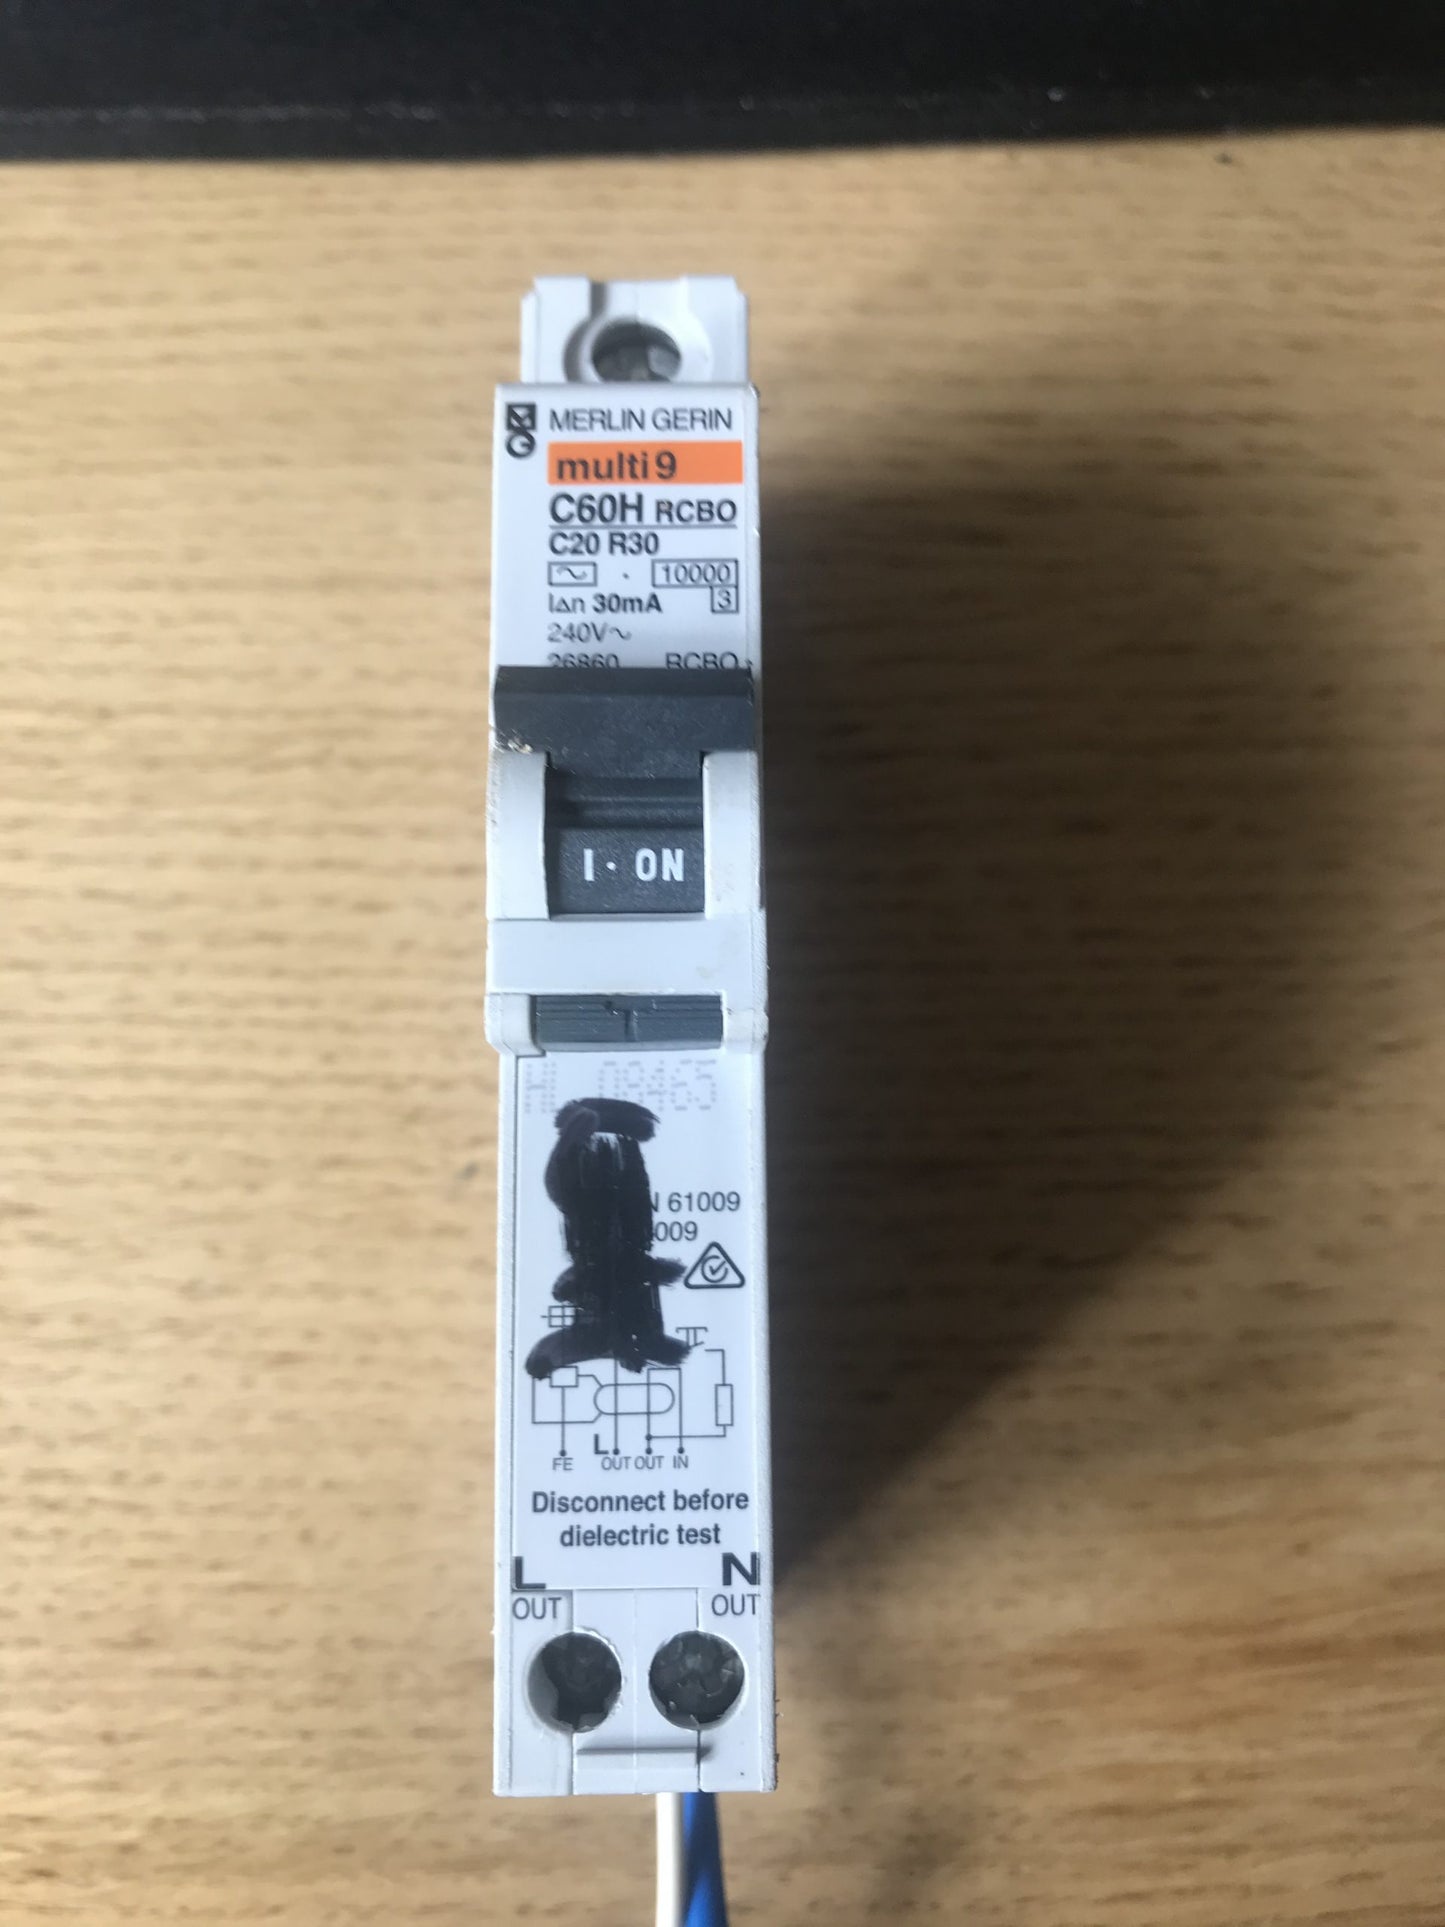 MERLIN GERIN
multi 9
C60H RCBO
C20 R30
10000
3
I∆n 30mA
240V~
26860 RCBO
I · ON
N 61009
009
FE L OUT OUT IN
Disconnect before
dielectric test
L N
OUT OUT